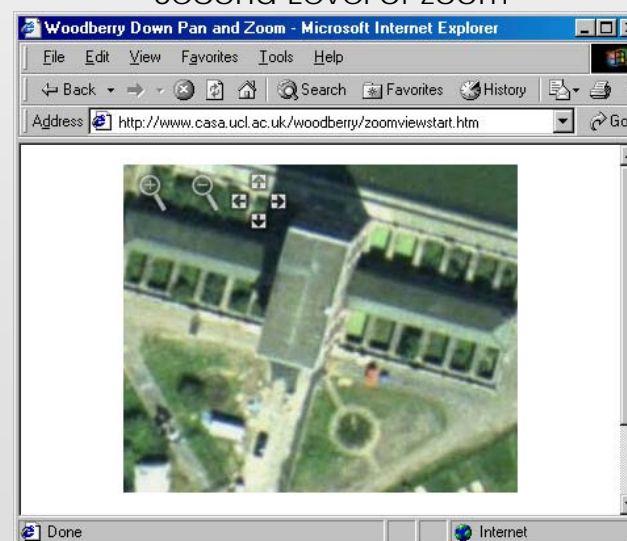 Second Level of Zoom
Woodberry Down Pan and Zoom - Microsoft Internet Explorer
File Edit View Favorites Tools Help
Back Search Favorites History
Address http://www.casa.ucl.ac.uk/woodberry/zoomviewstart.htm Go
Done Internet